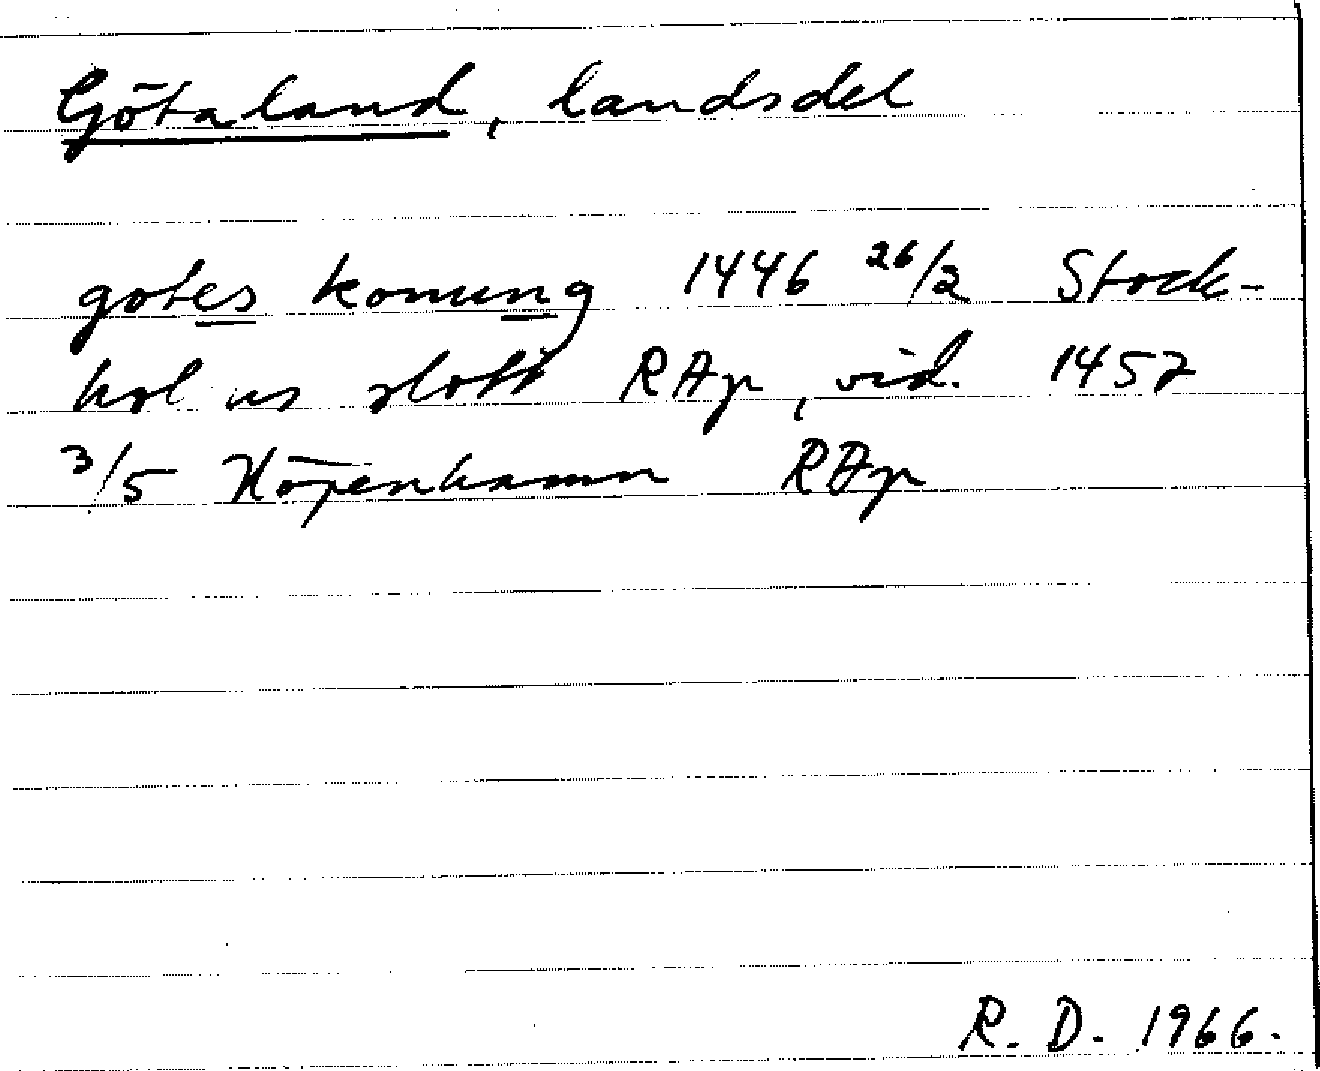 Götaland, landsdel
gotes konung 1446 26/2 Stock-
holms slott RAp, vid. 1457
3/5 Köpenhamn RAp
R. D. 1966.